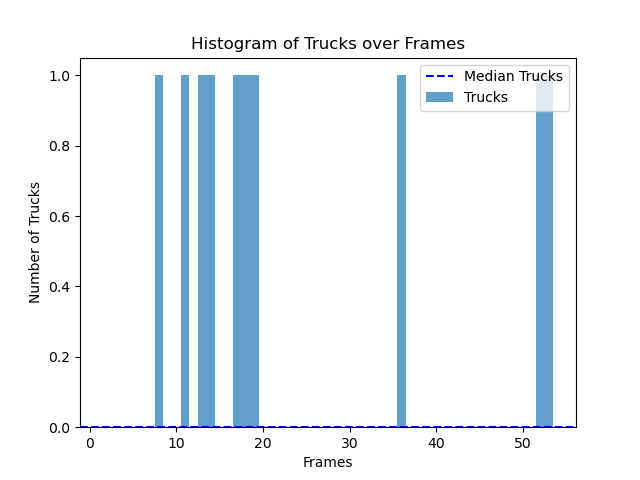 Histogram of Trucks over Frames
Median Trucks
Trucks
1.0
0.8
0.6
0.4
0.2
0.0
Number of Trucks
0 10 20 30 40 50
Frames